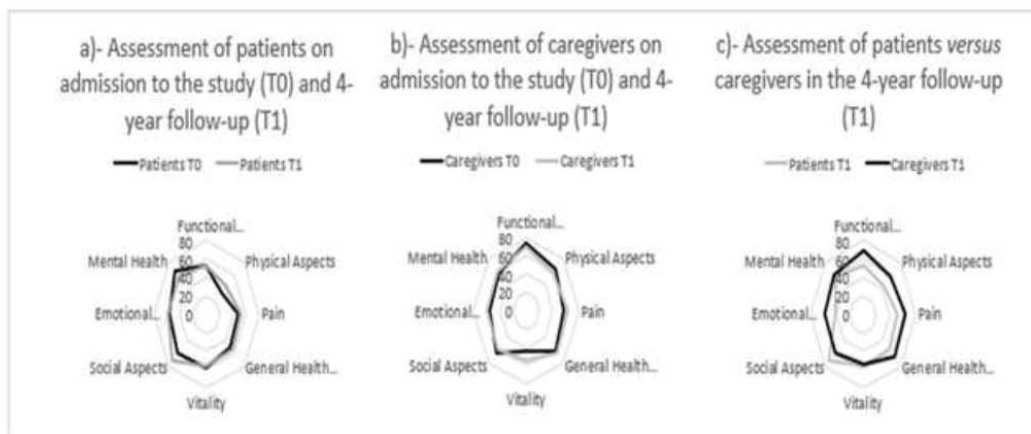 a)- Assessment of patients on
admission to the study (T0) and 4-
year follow-up (T1)
Patients T0 Patients T1
Functional...
80
60
40
20
0
Mental Health
Physical Aspects
Emotional...
Pain
Social Aspects
General Health...
Vitality
b)- Assessment of caregivers on
admission to the study (T0) and 4-
year follow-up (T1)
Caregivers T0 Caregivers T1
Functional...
80
60
40
20
0
Mental Health
Physical Aspects
Emotional...
Pain
Social Aspects
General Health...
Vitality
c)- Assessment of patients versus
caregivers in the 4-year follow-up
(T1)
Patients T1 Caregivers T1
Functional...
80
60
40
20
0
Mental Health
Physical Aspects
Emotional...
Pain
Social Aspects
General Health...
Vitality